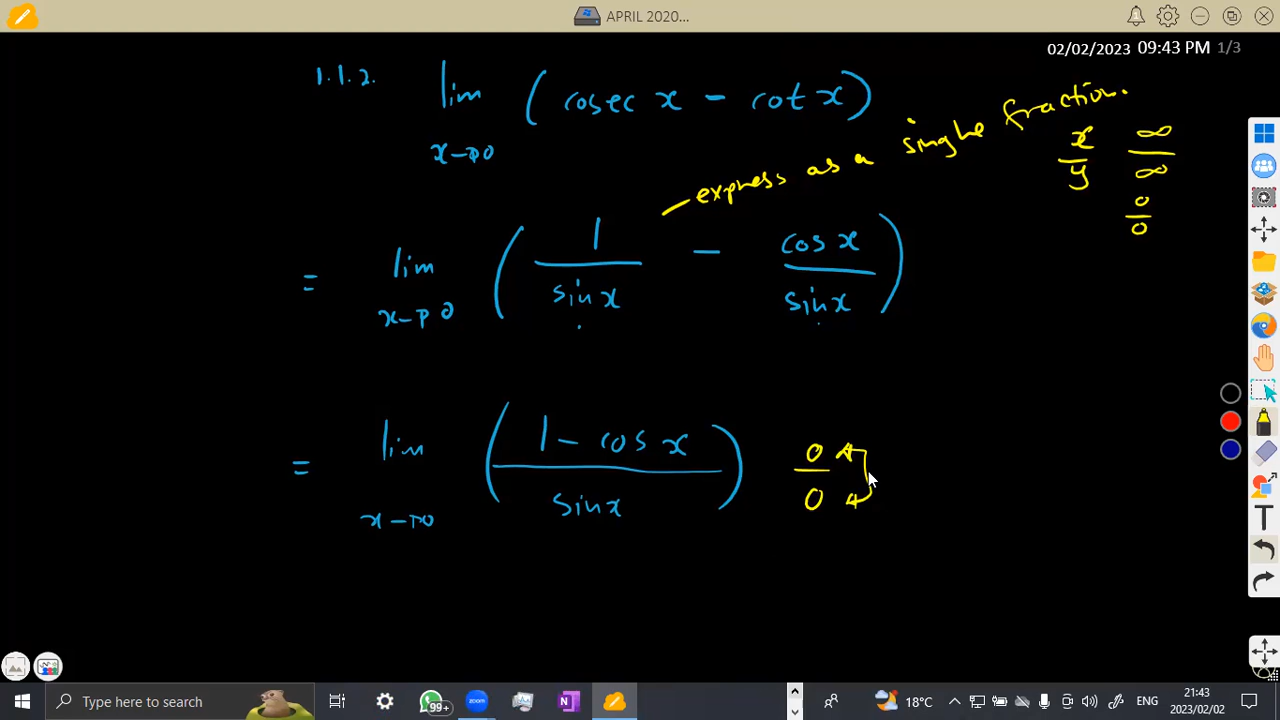 APRIL 2020...
02/02/2023 09:43 PM 1/3
1.1.2. lim x→0 (cosec x - cot x)
express as a single fraction.
x/y ∞/∞
0/0
= lim x→0 (1/sin x - cos x/sin x)
= lim x→0 (1 - cos x/sin x) 0/0
T
Type here to search
99+
zoom
N
18°C
ENG
21:43
2023/02/02